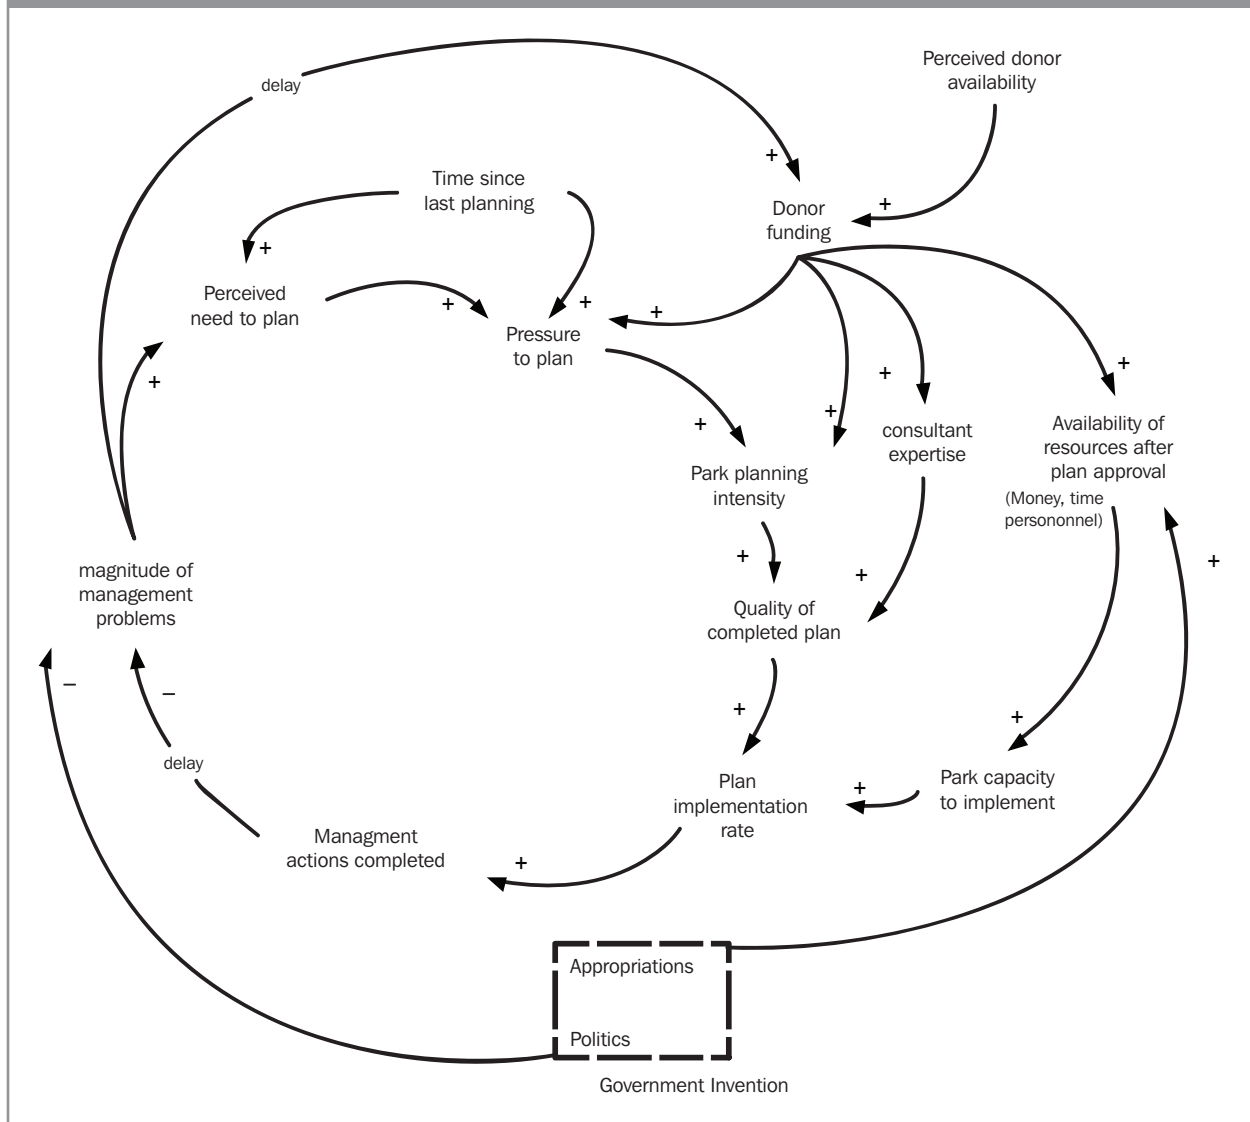 delay
Perceived donor
availability
+
Time since
last planning
+
Donor
funding
+
Perceived
need to plan
+
+
+
+
Pressure
to plan
+
+
+
+
+
consultant
expertise
Availability of
resources after
plan approval
(Money, time
persononnel)
Park planning
intensity
+
+
+
magnitude of
management
problems
Quality of
completed plan
–
–
+
+
delay
Plan
implementation
rate
+
Park capacity
to implement
Managment
actions completed
+
Appropriations
Politics
Government Invention